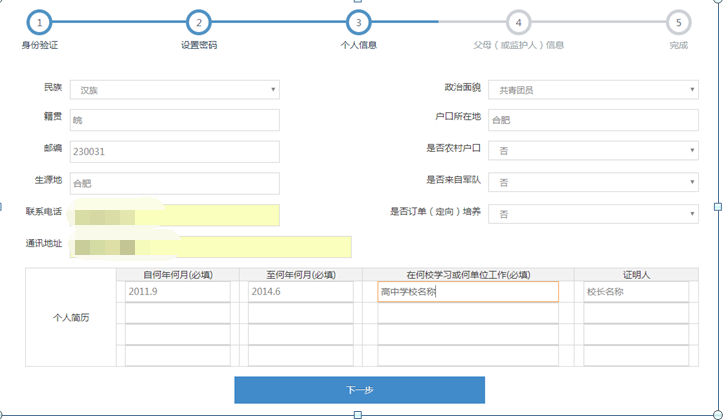 1 2 3 4 5
身份验证 设置密码 个人信息 父母（或监护人）信息 完成
民族 汉族 政治面貌 共青团员
籍贯 皖 户口所在地 合肥
邮编 230031 是否农村户口 否
生源地 合肥 是否来自军队 否
联系电话 是否订单（定向）培养 否
通讯地址
自何年何月(必填) 至何年何月(必填) 在何校学习或何单位工作(必填) 证明人
2011.9 2014.6 高中学校名称 校长名称
个人简历
下一步